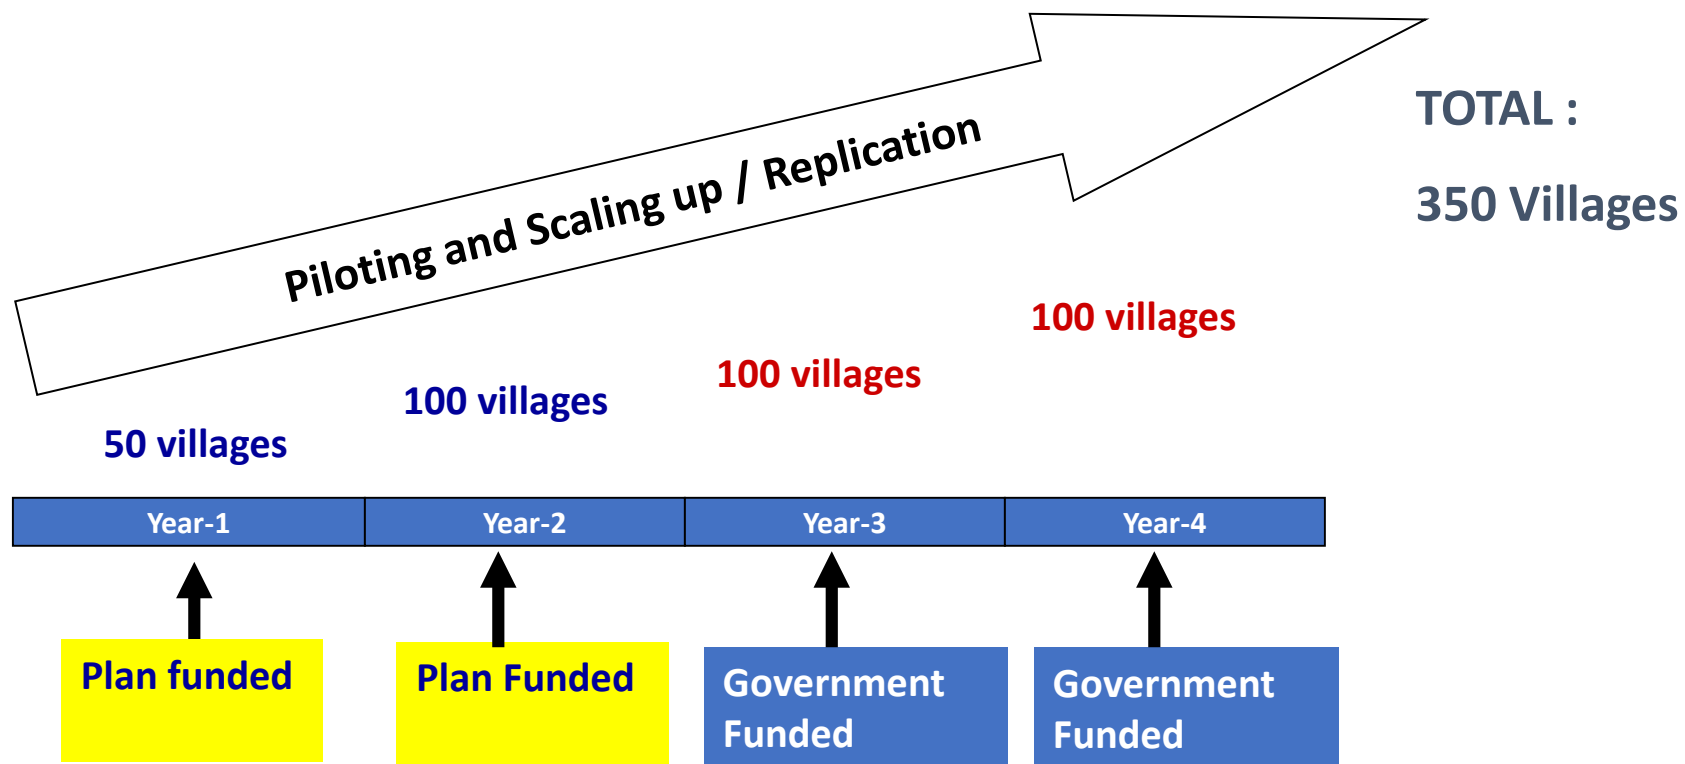 Piloting and Scaling up / Replication
TOTAL :
350 Villages
100 villages
100 villages
100 villages
50 villages
Year-1
Year-2
Year-3
Year-4
Plan funded
Plan Funded
Government
Funded
Government
Funded